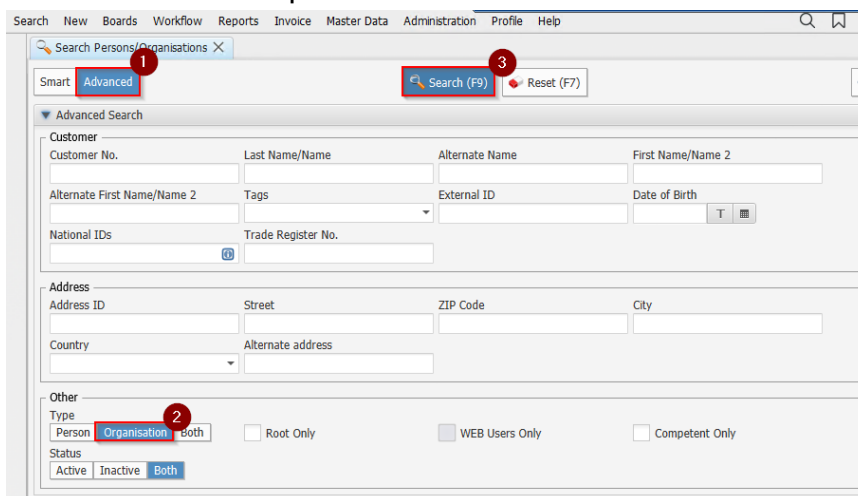 Search New Boards Workflow Reports Invoice Master Data Administration Profile Help
Search Persons/Organisations
1
3
Smart Advanced Search (F9) Reset (F7)
Advanced Search
Customer
Customer No. Last Name/Name Alternate Name First Name/Name 2
Alternate First Name/Name 2 Tags External ID Date of Birth
T
National IDs Trade Register No.
Address
Address ID Street ZIP Code City
Country Alternate address
Other
Type
2
Person Organisation Both Root Only WEB Users Only Competent Only
Status
Active Inactive Both